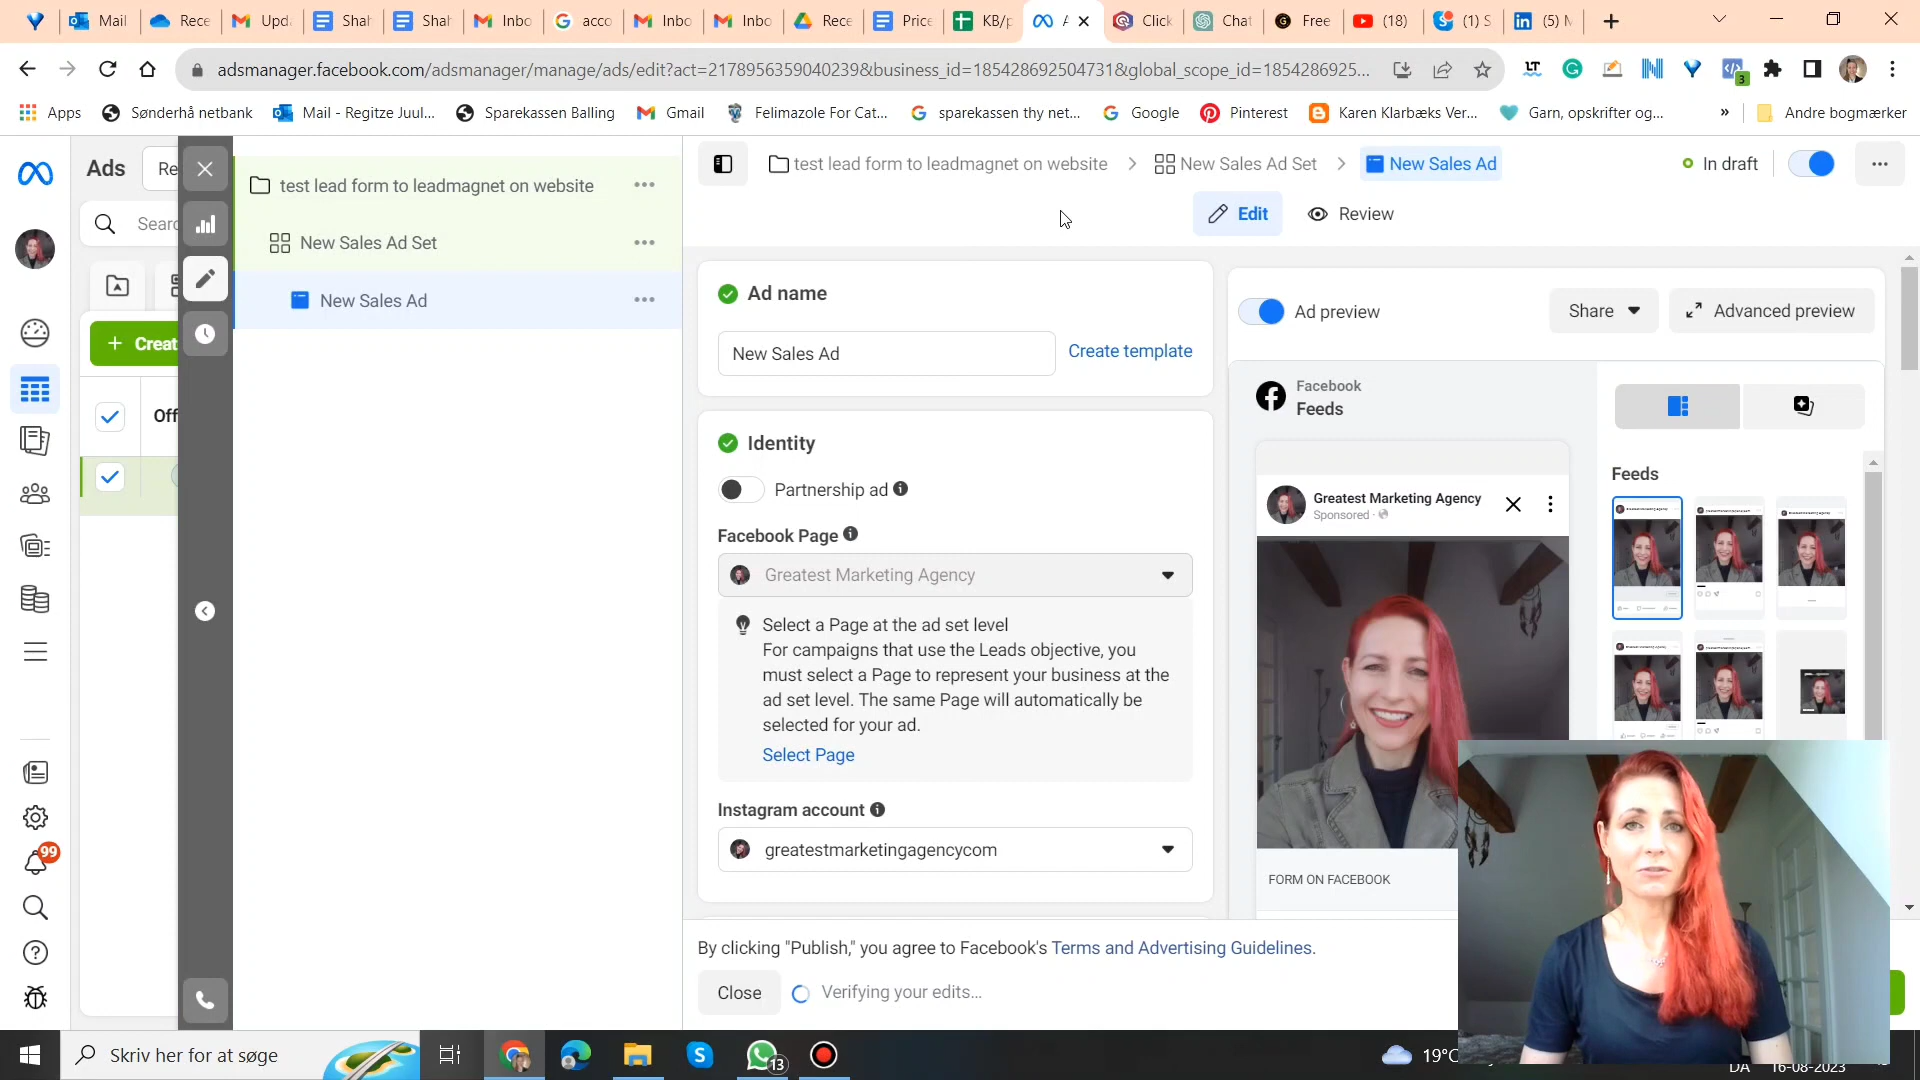 Mail
Rece
Upda
Shah
Shah
Inbo
acco
Inbo
Inbo
Rece
Price
KB/p
Click
Chat
Free
(18)
(1) S
(5) M
adsmanager.facebook.com/adsmanager/manage/ads/edit?act=2178956359040239&business_id=185428692504731&global_scope_id=1854286925...
Apps
Sønderhå netbank
Mail - Regitze Juul...
Sparekassen Balling
Gmail
Felimazole For Cat...
sparekassen thy net...
Google
Pinterest
Karen Klarbæks Ver...
Garn, opskrifter og...
»
Andre bogmærker
Ads
Re
test lead form to leadmagnet on website
New Sales Ad Set
New Sales Ad
In draft
Edit
Review
test lead form to leadmagnet on website
New Sales Ad Set
New Sales Ad
Sear
+ Creat
Off
99
Ad name
New Sales Ad
Create template
Identity
Partnership ad
Facebook Page
Greatest Marketing Agency
Select a Page at the ad set level
For campaigns that use the Leads objective, you
must select a Page to represent your business at the
ad set level. The same Page will automatically be
selected for your ad.
Select Page
Instagram account
greatestmarketingagencycom
Ad preview
Share
Advanced preview
Facebook
Feeds
Greatest Marketing Agency
Sponsored ·
FORM ON FACEBOOK
Feeds
By clicking "Publish," you agree to Facebook's Terms and Advertising Guidelines.
Close
Verifying your edits...
Skriv her for at søge
13
19°C
DA
16-08-2023